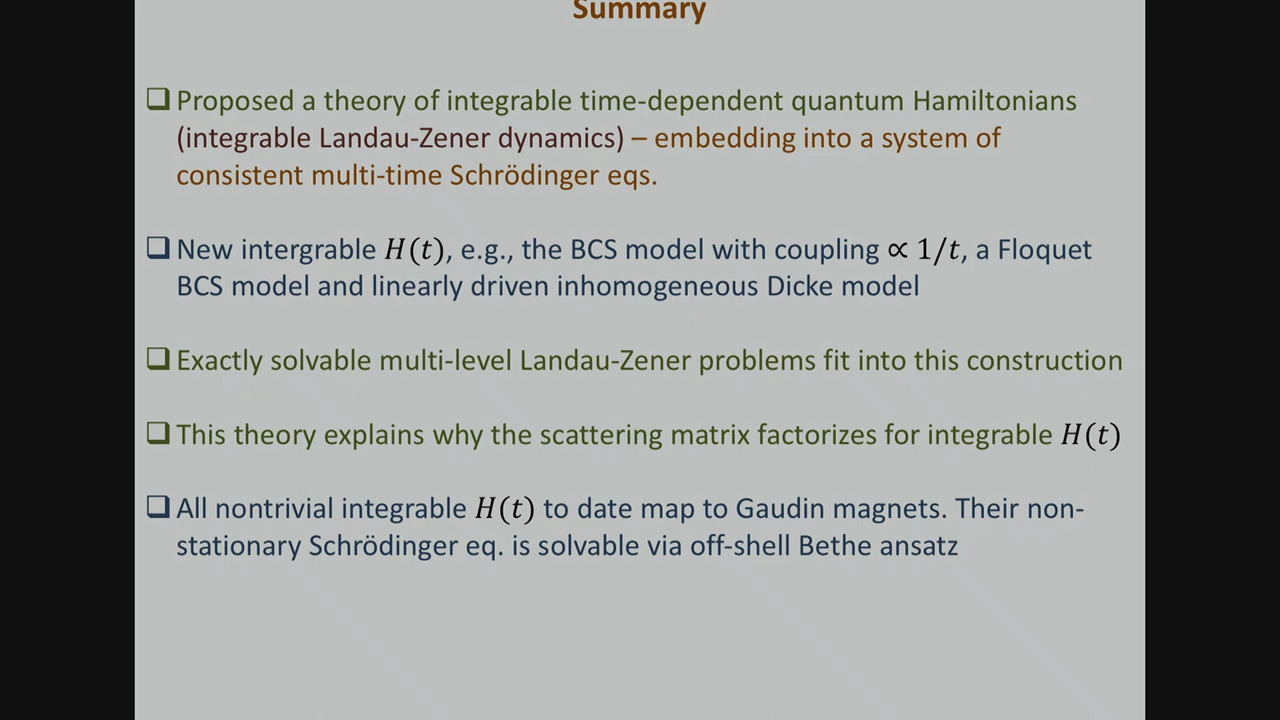 Summary
❑ Proposed a theory of integrable time-dependent quantum Hamiltonians
(integrable Landau-Zener dynamics) – embedding into a system of
consistent multi-time Schrödinger eqs.
❑ New intergrable H(t), e.g., the BCS model with coupling ∝ 1/t, a Floquet
BCS model and linearly driven inhomogeneous Dicke model
❑ Exactly solvable multi-level Landau-Zener problems fit into this construction
❑ This theory explains why the scattering matrix factorizes for integrable H(t)
❑ All nontrivial integrable H(t) to date map to Gaudin magnets. Their non-
stationary Schrödinger eq. is solvable via off-shell Bethe ansatz